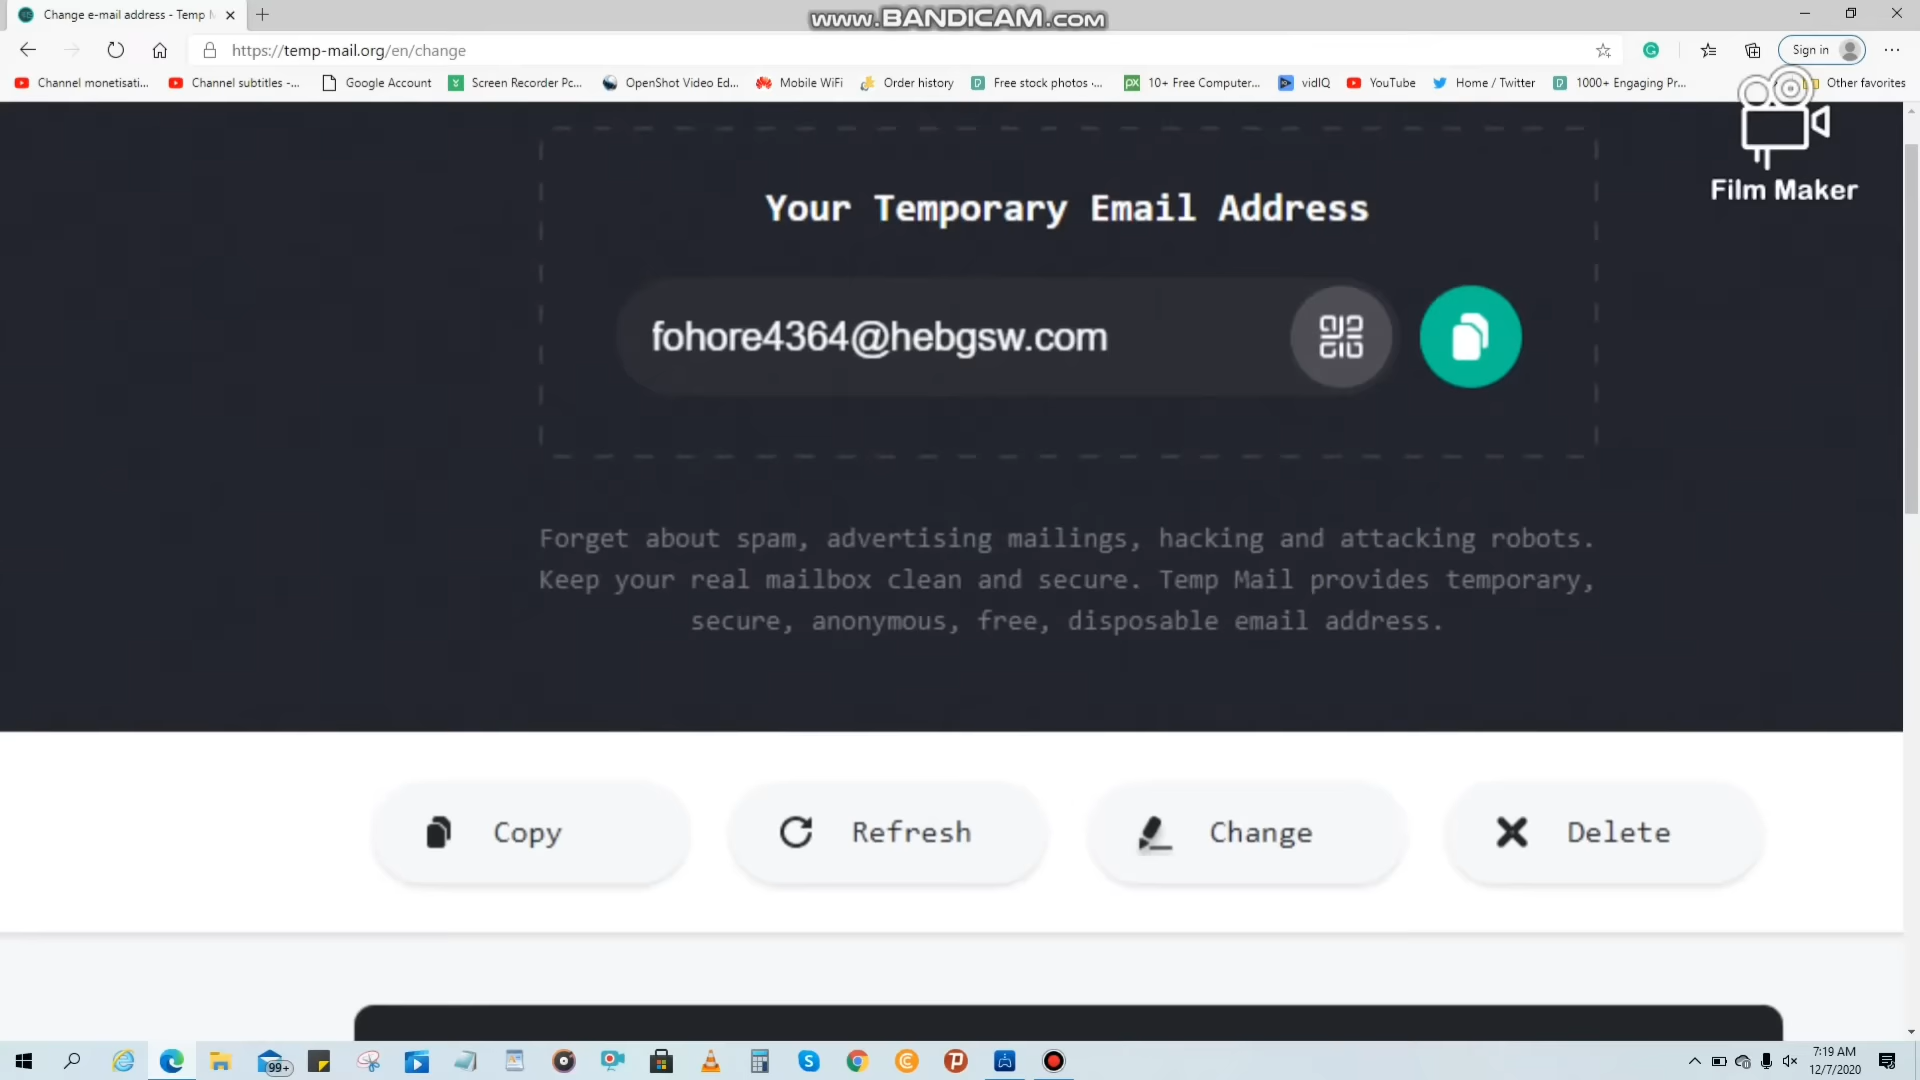 Change e-mail address - Temp M
www.BANDICAM.com
https://temp-mail.org/en/change
Sign in
Channel monetisati...
Channel subtitles -...
Google Account
Screen Recorder Pc...
OpenShot Video Ed...
Mobile WiFi
Order history
Free stock photos ·...
10+ Free Computer...
vidIQ
YouTube
Home / Twitter
1000+ Engaging Pr...
Other favorites
Film Maker
Your Temporary Email Address
fohore4364@hebgsw.com
Forget about spam, advertising mailings, hacking and attacking robots.
Keep your real mailbox clean and secure. Temp Mail provides temporary,
secure, anonymous, free, disposable email address.
Copy
Refresh
Change
Delete
99+
7:19 AM
12/7/2020